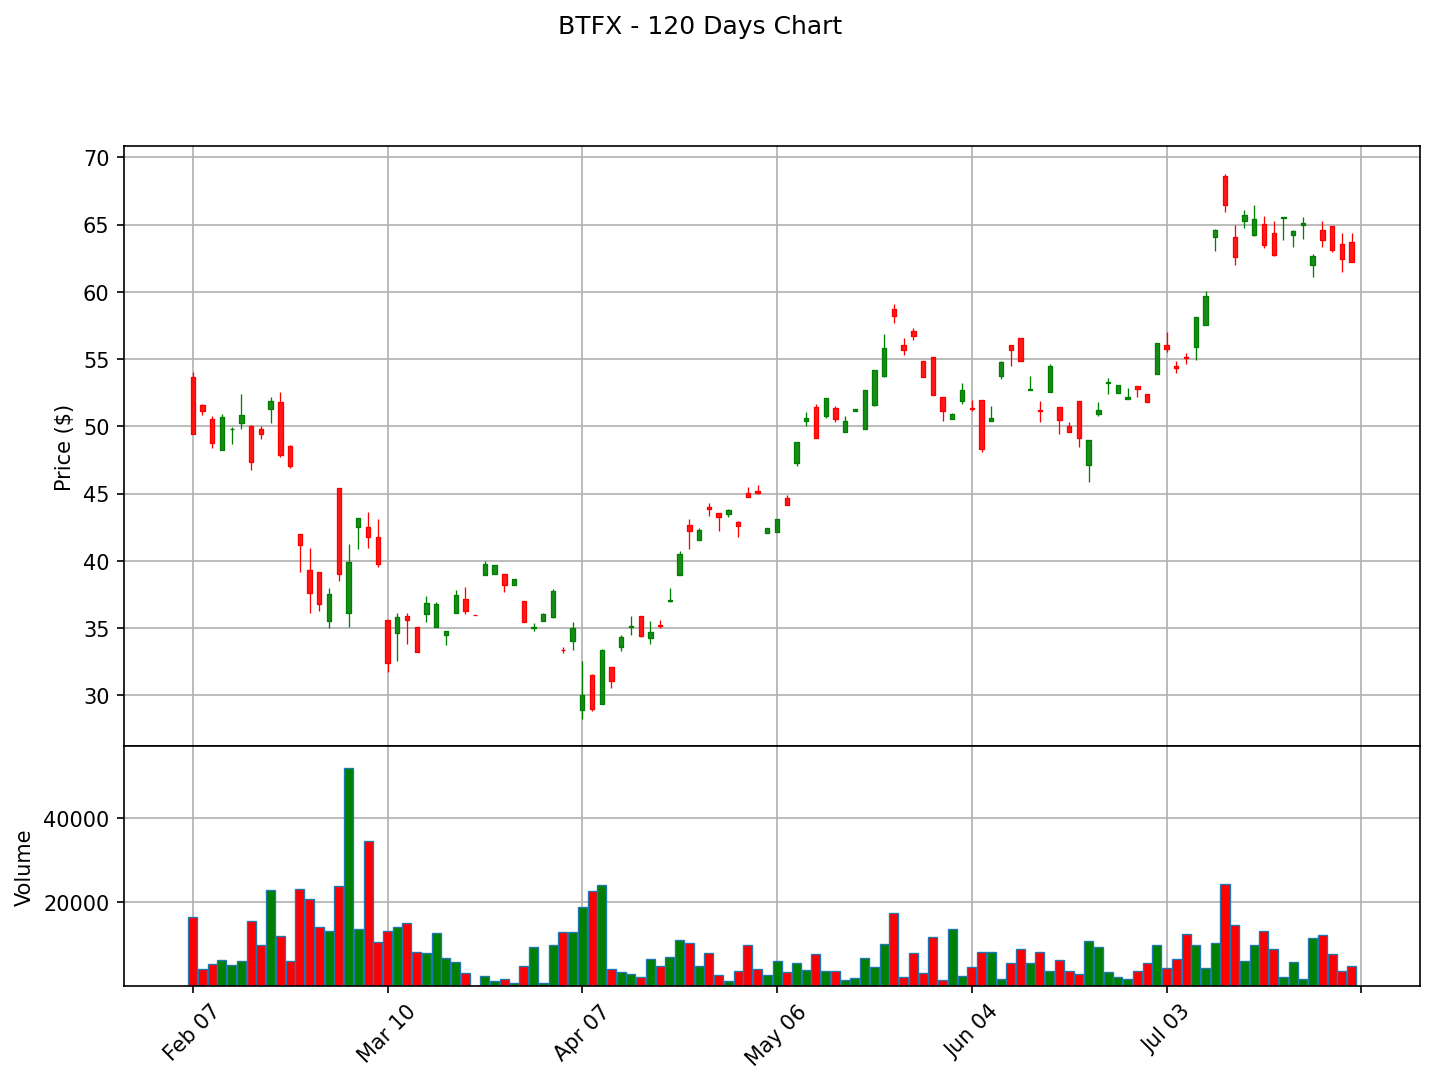 BTFX - 120 Days Chart
70
65
60
55
50
45
40
35
30
Price ($)
40000
20000
Volume
Feb 07
Mar 10
Apr 07
May 06
Jun 04
Jul 03